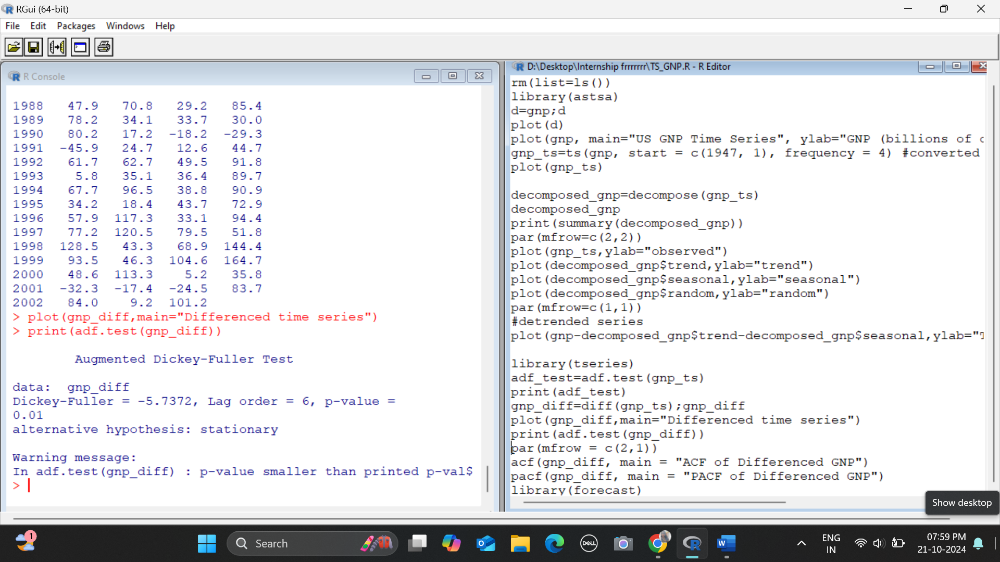 RGui (64-bit)
File Edit Packages Windows Help
R Console
1988 47.9 70.8 29.2 85.4
1989 78.2 34.1 33.7 30.0
1990 80.2 17.2 -18.2 -29.3
1991 -45.9 24.7 12.6 44.7
1992 61.7 62.7 49.5 91.8
1993 5.8 35.1 36.4 89.7
1994 67.7 96.5 38.8 90.9
1995 34.2 18.4 43.7 72.9
1996 57.9 117.3 33.1 94.4
1997 77.2 120.5 79.5 51.8
1998 128.5 43.3 68.9 144.4
1999 93.5 46.3 104.6 164.7
2000 48.6 113.3 5.2 35.8
2001 -32.3 -17.4 -24.5 83.7
2002 84.0 9.2 101.2
> plot(gnp_diff,main="Differenced time series")
> print(adf.test(gnp_diff))
Augmented Dickey-Fuller Test
data: gnp_diff
Dickey-Fuller = -5.7372, Lag order = 6, p-value =
0.01
alternative hypothesis: stationary
Warning message:
In adf.test(gnp_diff) : p-value smaller than printed p-val$
>
D:\Desktop\Internship frrrrrrr\TS_GNP.R - R Editor
rm(list=ls())
library(astsa)
d=gnp;d
plot(d)
plot(gnp, main="US GNP Time Series", ylab="GNP (billions of
gnp_ts=ts(gnp, start = c(1947, 1), frequency = 4) #converted
plot(gnp_ts)
decomposed_gnp=decompose(gnp_ts)
decomposed_gnp
print(summary(decomposed_gnp))
par(mfrow=c(2,2))
plot(gnp_ts,ylab="observed")
plot(decomposed_gnp$trend,ylab="trend")
plot(decomposed_gnp$seasonal,ylab="seasonal")
plot(decomposed_gnp$random,ylab="random")
par(mfrow=c(1,1))
#detrended series
plot(gnp-decomposed_gnp$trend-decomposed_gnp$seasonal,ylab="
library(tseries)
adf_test=adf.test(gnp_ts)
print(adf_test)
gnp_diff=diff(gnp_ts);gnp_diff
plot(gnp_diff,main="Differenced time series")
print(adf.test(gnp_diff))
par(mfrow = c(2,1))
acf(gnp_diff, main = "ACF of Differenced GNP")
pacf(gnp_diff, main = "PACF of Differenced GNP")
library(forecast)
Show desktop
1
Search
DELL
ENG
IN
07:59 PM
21-10-2024